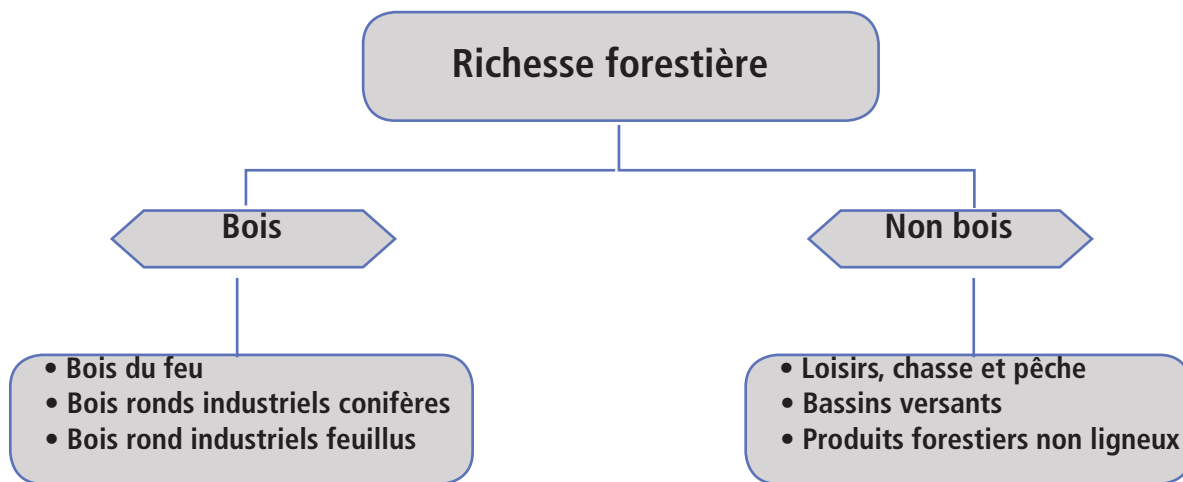 Richesse forestière
Bois
Non bois
• Bois du feu
• Bois ronds industriels conifères
• Bois rond industriels feuillus
• Loisirs, chasse et pêche
• Bassins versants
• Produits forestiers non ligneux